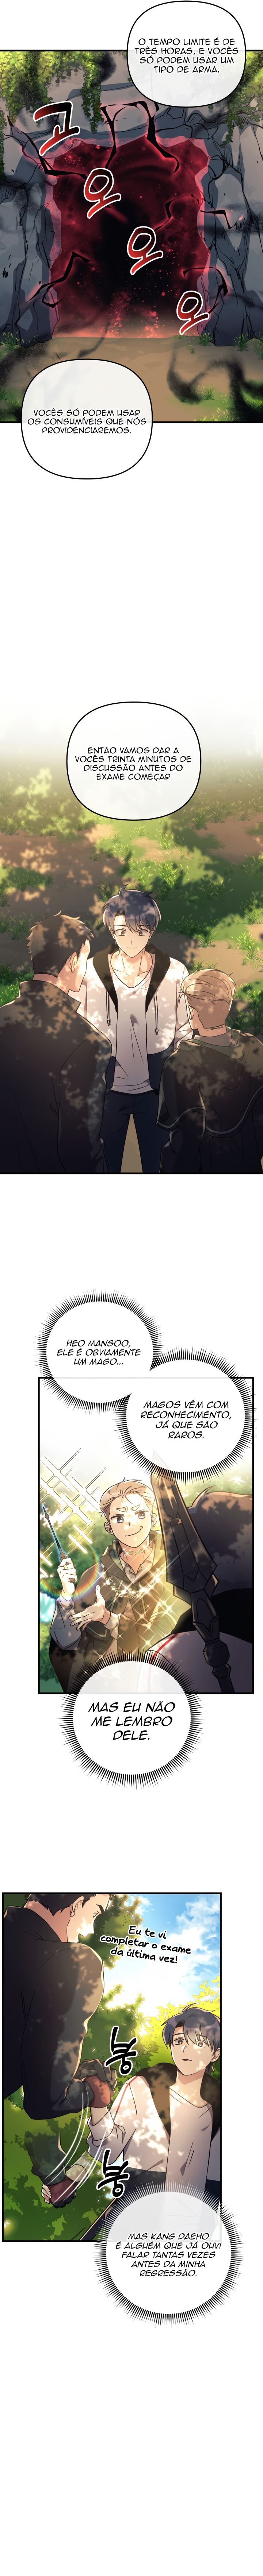 O TEMPO LIMITE É DE
TRÊS HORAS, E VOCÊS
SÓ PODEM USAR UM
TIPO DE ARMA.
고
오
오
오
VOCÊS SÓ PODEM USAR
OS CONSUMÍVEIS QUE NÓS
PROVIDENCIAREMOS.
ENTÃO VAMOS DAR A
VOCÊS TRINTA MINUTOS DE
DISCUSSÃO ANTES DO
EXAME COMEÇAR
HEO MANSOO,
ELE É OBVIAMENTE
UM MAGO...
MAGOS VÊM COM
RECONHECIMENTO,
JÁ QUE SÃO
RAROS.
MAS EU NÃO
ME LEMBRO
DELE.
Eu te vi
completar o exame
da última vez!
붕
붕
MAS KANG DAEHO
É ALGUÉM QUE JÁ OUVI
FALAR TANTAS VEZES
ANTES DA MINHA
REGRESSÃO.